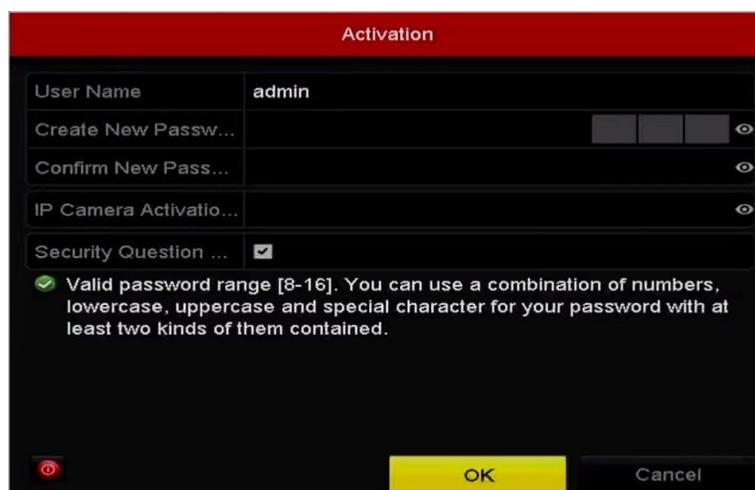 Activation
User Name admin
Create New Passw...
Confirm New Pass...
IP Camera Activatio...
Security Question ...
Valid password range [8-16]. You can use a combination of numbers,
lowercase, uppercase and special character for your password with at
least two kinds of them contained.
OK Cancel